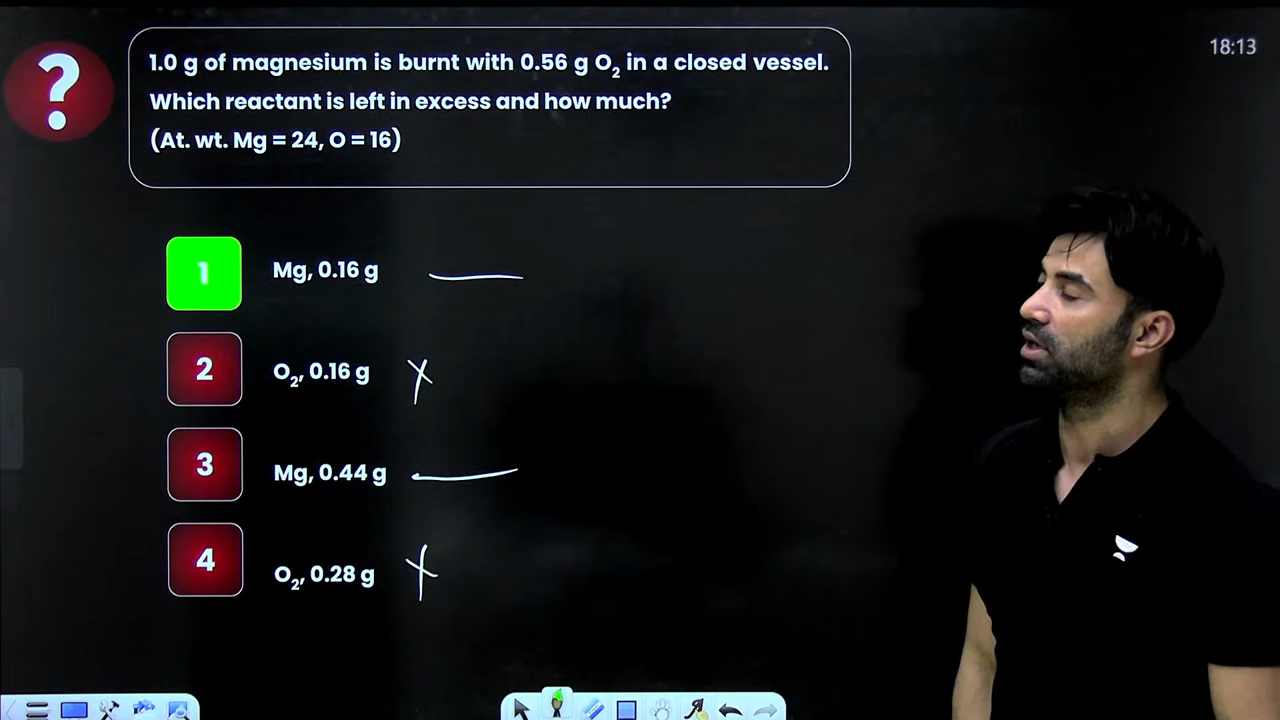 18:13
?
1.0 g of magnesium is burnt with 0.56 g O₂ in a closed vessel.
Which reactant is left in excess and how much?
(At. wt. Mg = 24, O = 16)
1 Mg, 0.16 g
2 O₂, 0.16 g
3 Mg, 0.44 g
4 O₂, 0.28 g